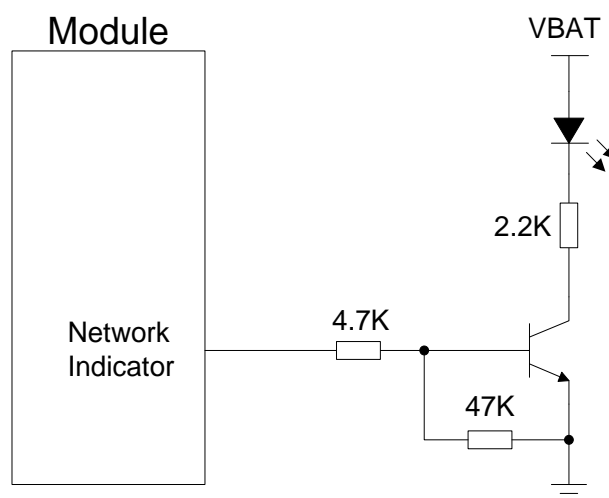 Module
VBAT
2.2K
4.7K
Network
Indicator
47K